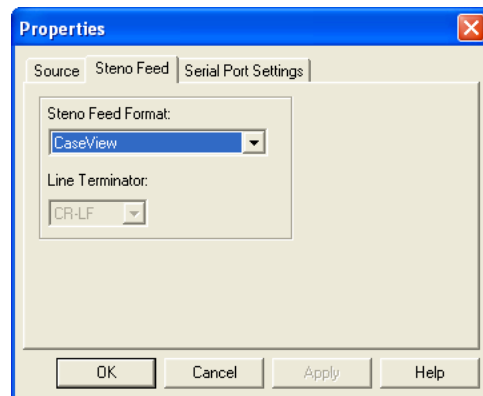 Properties
Source Steno Feed Serial Port Settings
Steno Feed Format:
CaseView
Line Terminator:
CR-LF
OK Cancel Apply Help